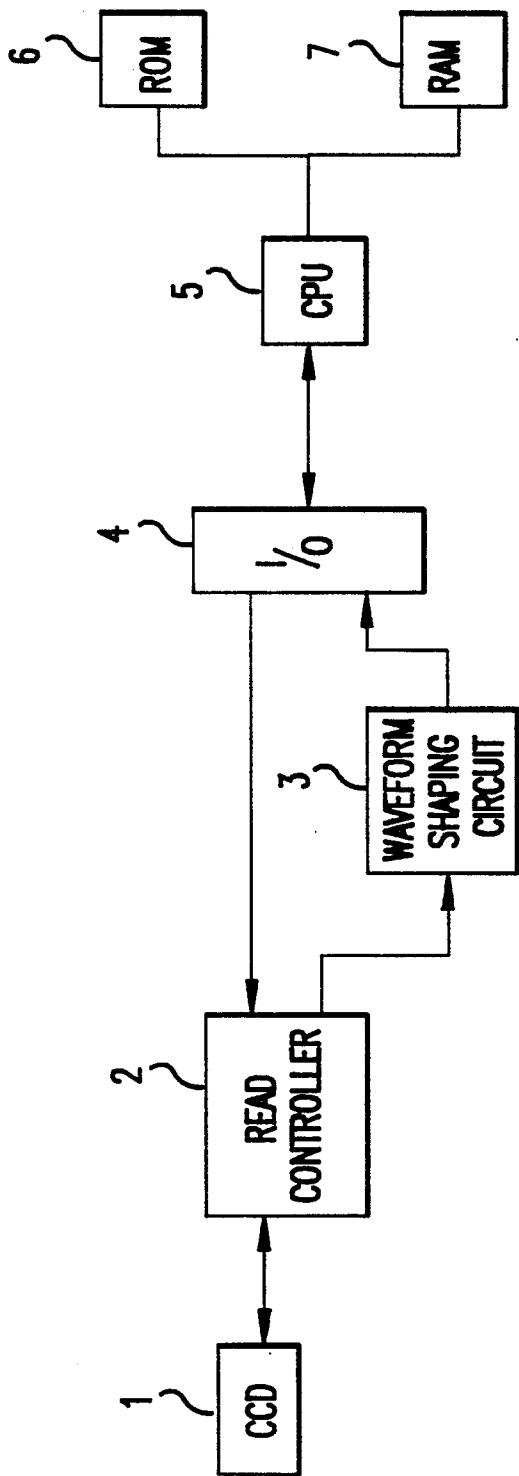 1
CCD
2
READ
CONTROLLER
3
WAVEFORM
SHAPING
CIRCUIT
4
I/O
5
CPU
6
ROM
7
RAM